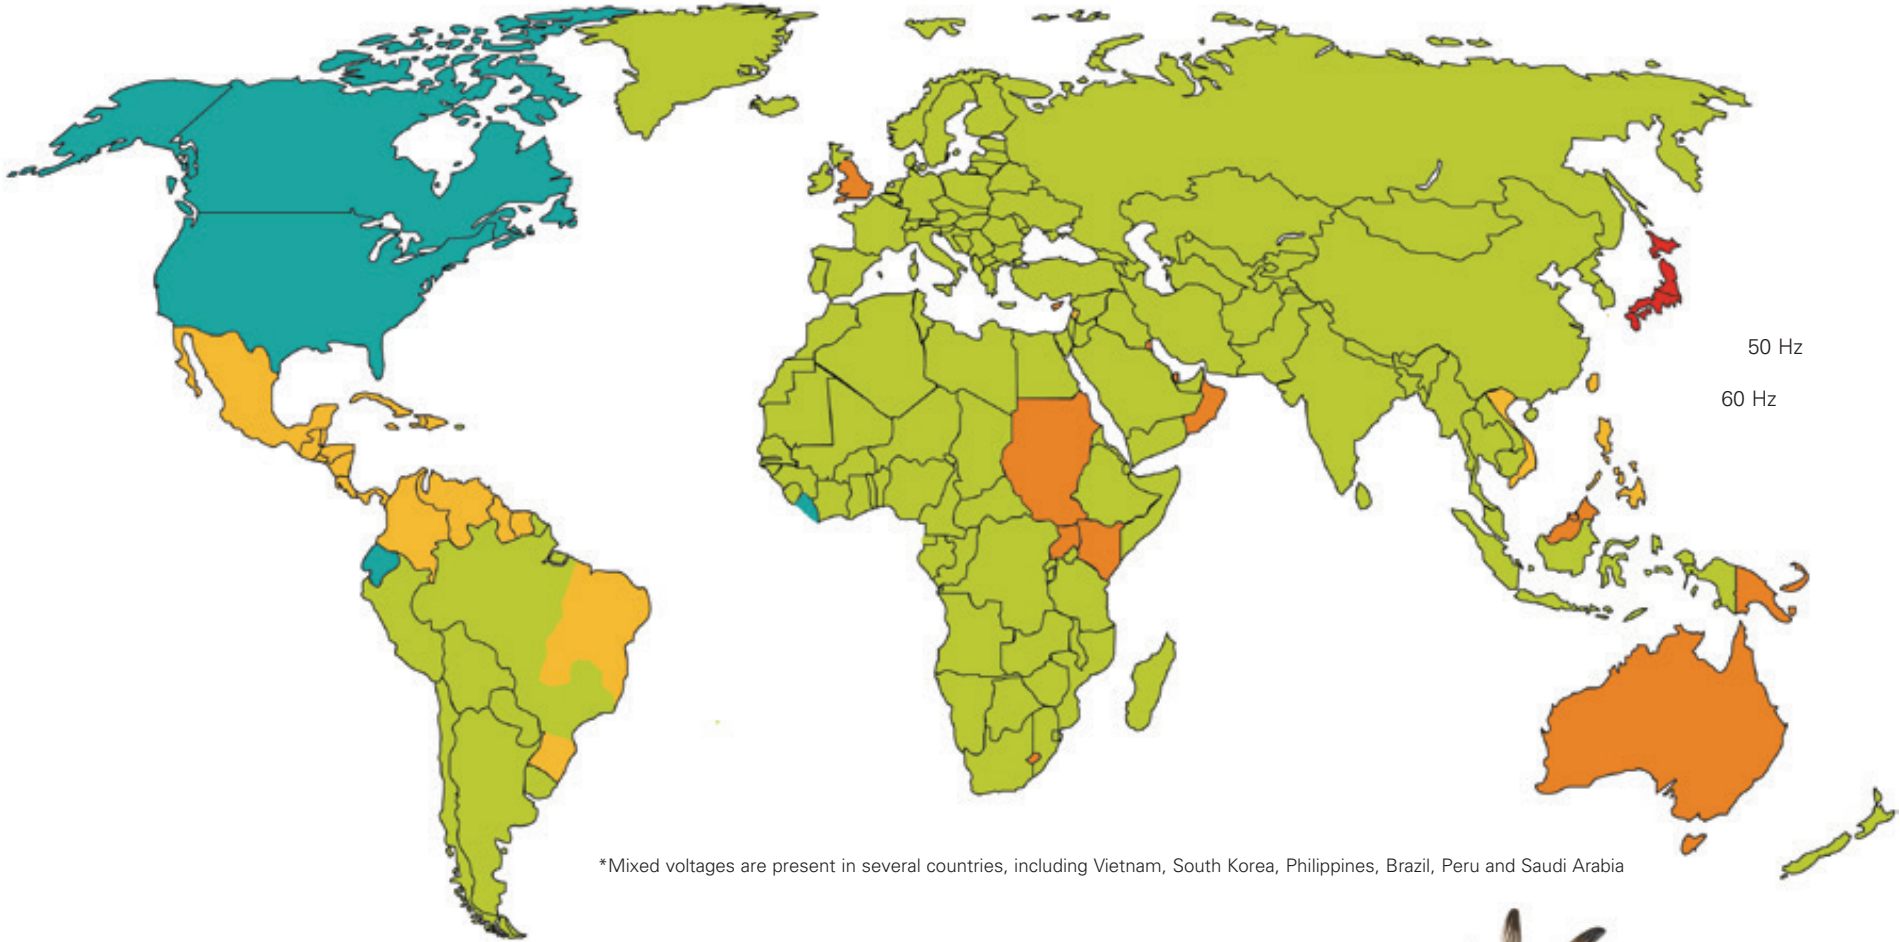 50 Hz
60 Hz
*Mixed voltages are present in several countries, including Vietnam, South Korea, Philippines, Brazil, Peru and Saudi Arabia